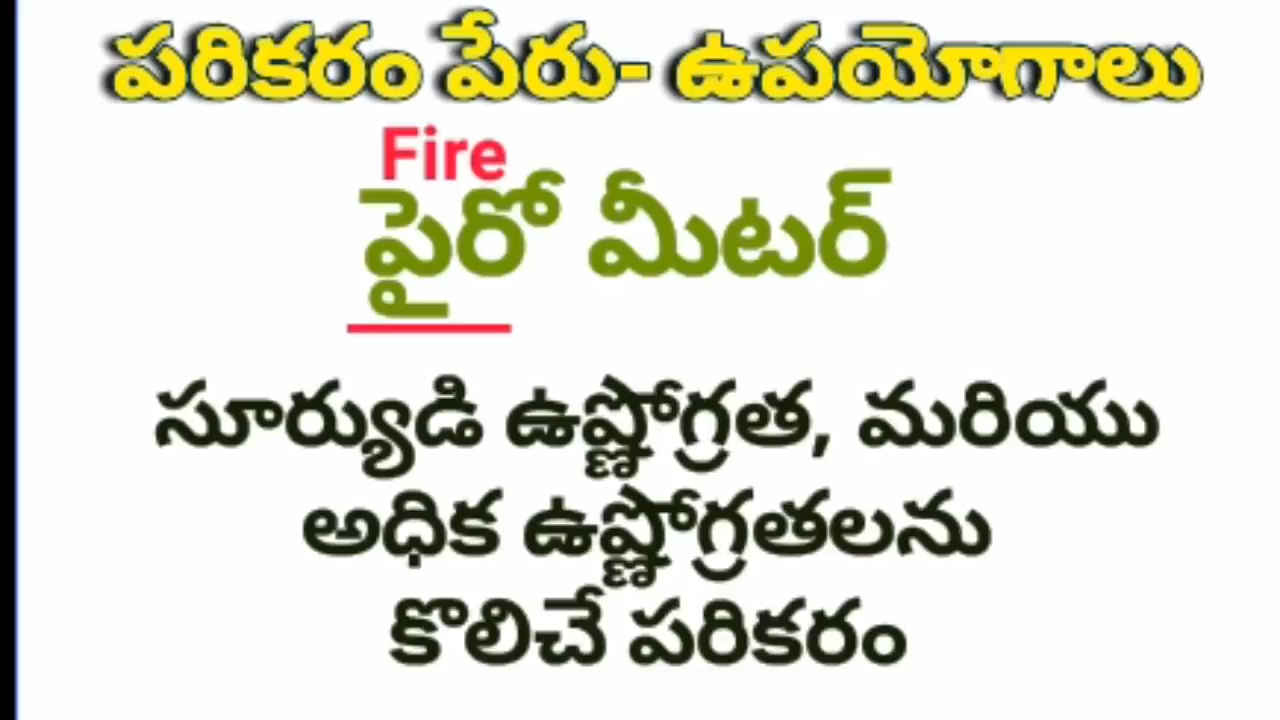 పరికరం పేరు- ఉపయోగాలు
Fire
పైరో మీటర్
సూర్యుడి ఉష్ణోగ్రత, మరియు
అధిక ఉష్ణోగ్రతలను
కొలిచే పరికరం